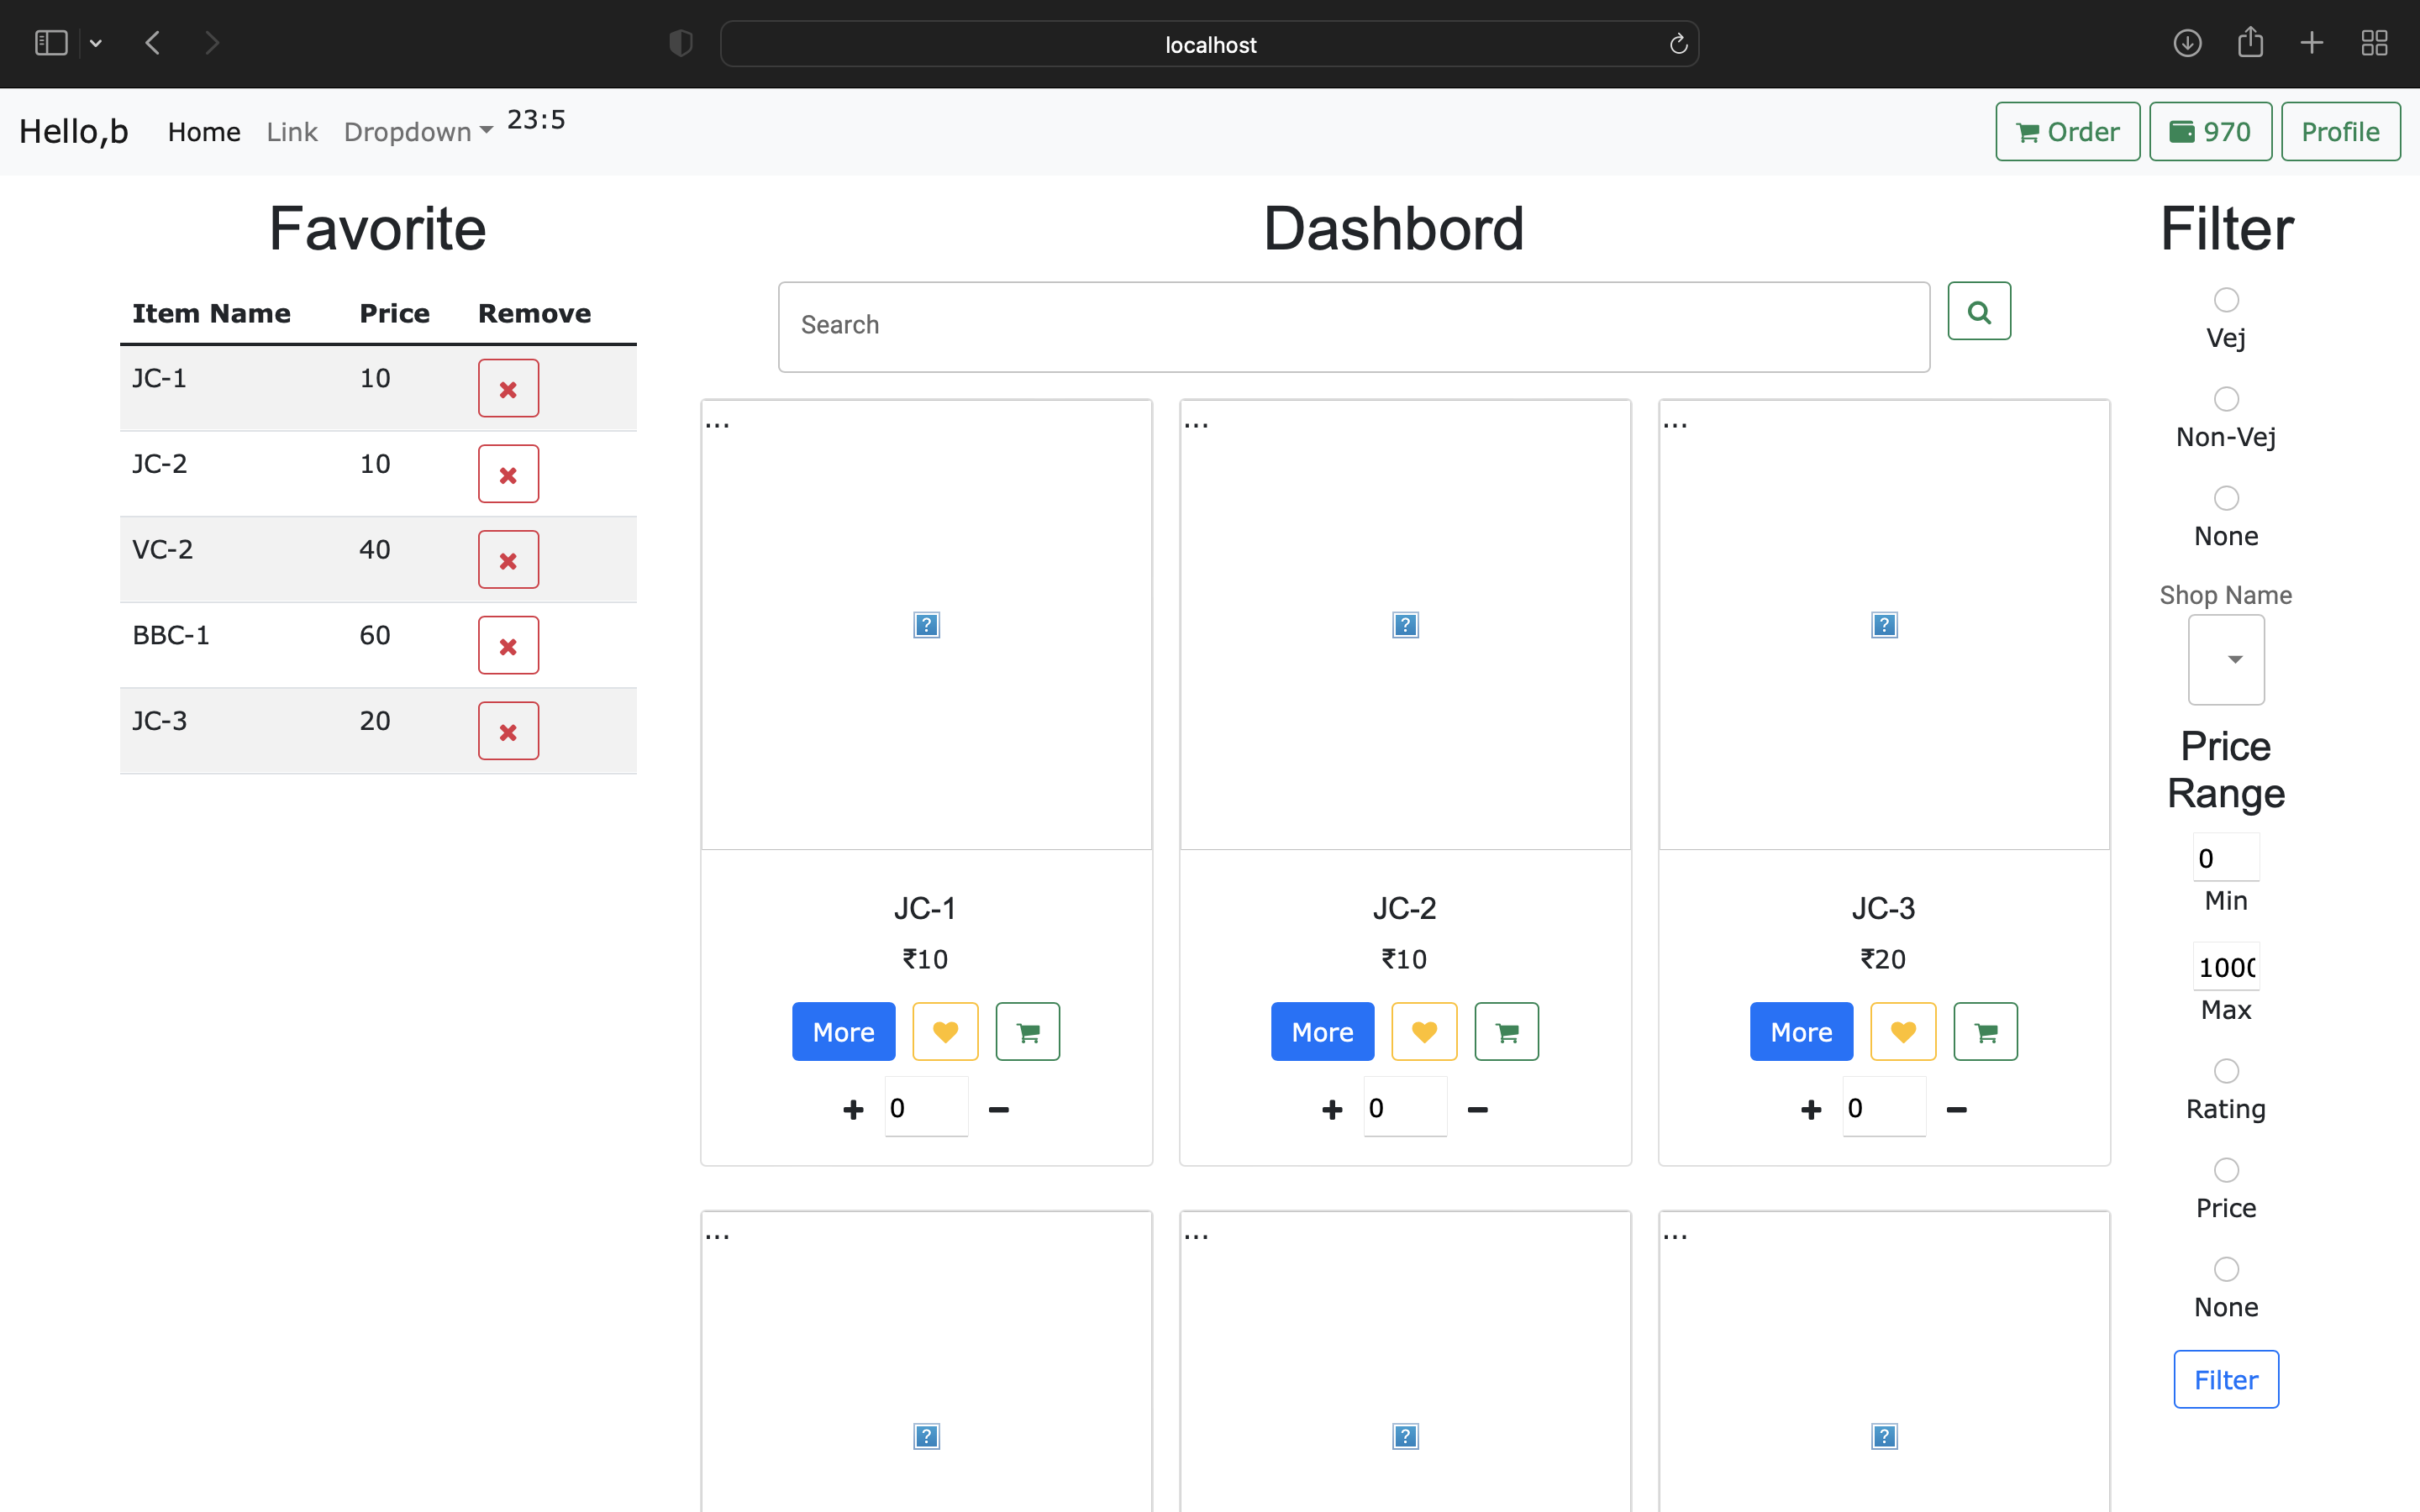 localhost
Hello,b Home Link Dropdown 23:5 Order 970 Profile
Favorite
Item Name Price Remove
JC-1 10
JC-2 10
VC-2 40
BBC-1 60
JC-3 20
Dashbord
Search
...
...
...
JC-1
₹10
More
0
JC-2
₹10
More
0
JC-3
₹20
More
0
...
...
...
Filter
Vej
Non-Vej
None
Shop Name
Price
Range
0
Min
1000
Max
Rating
Price
None
Filter